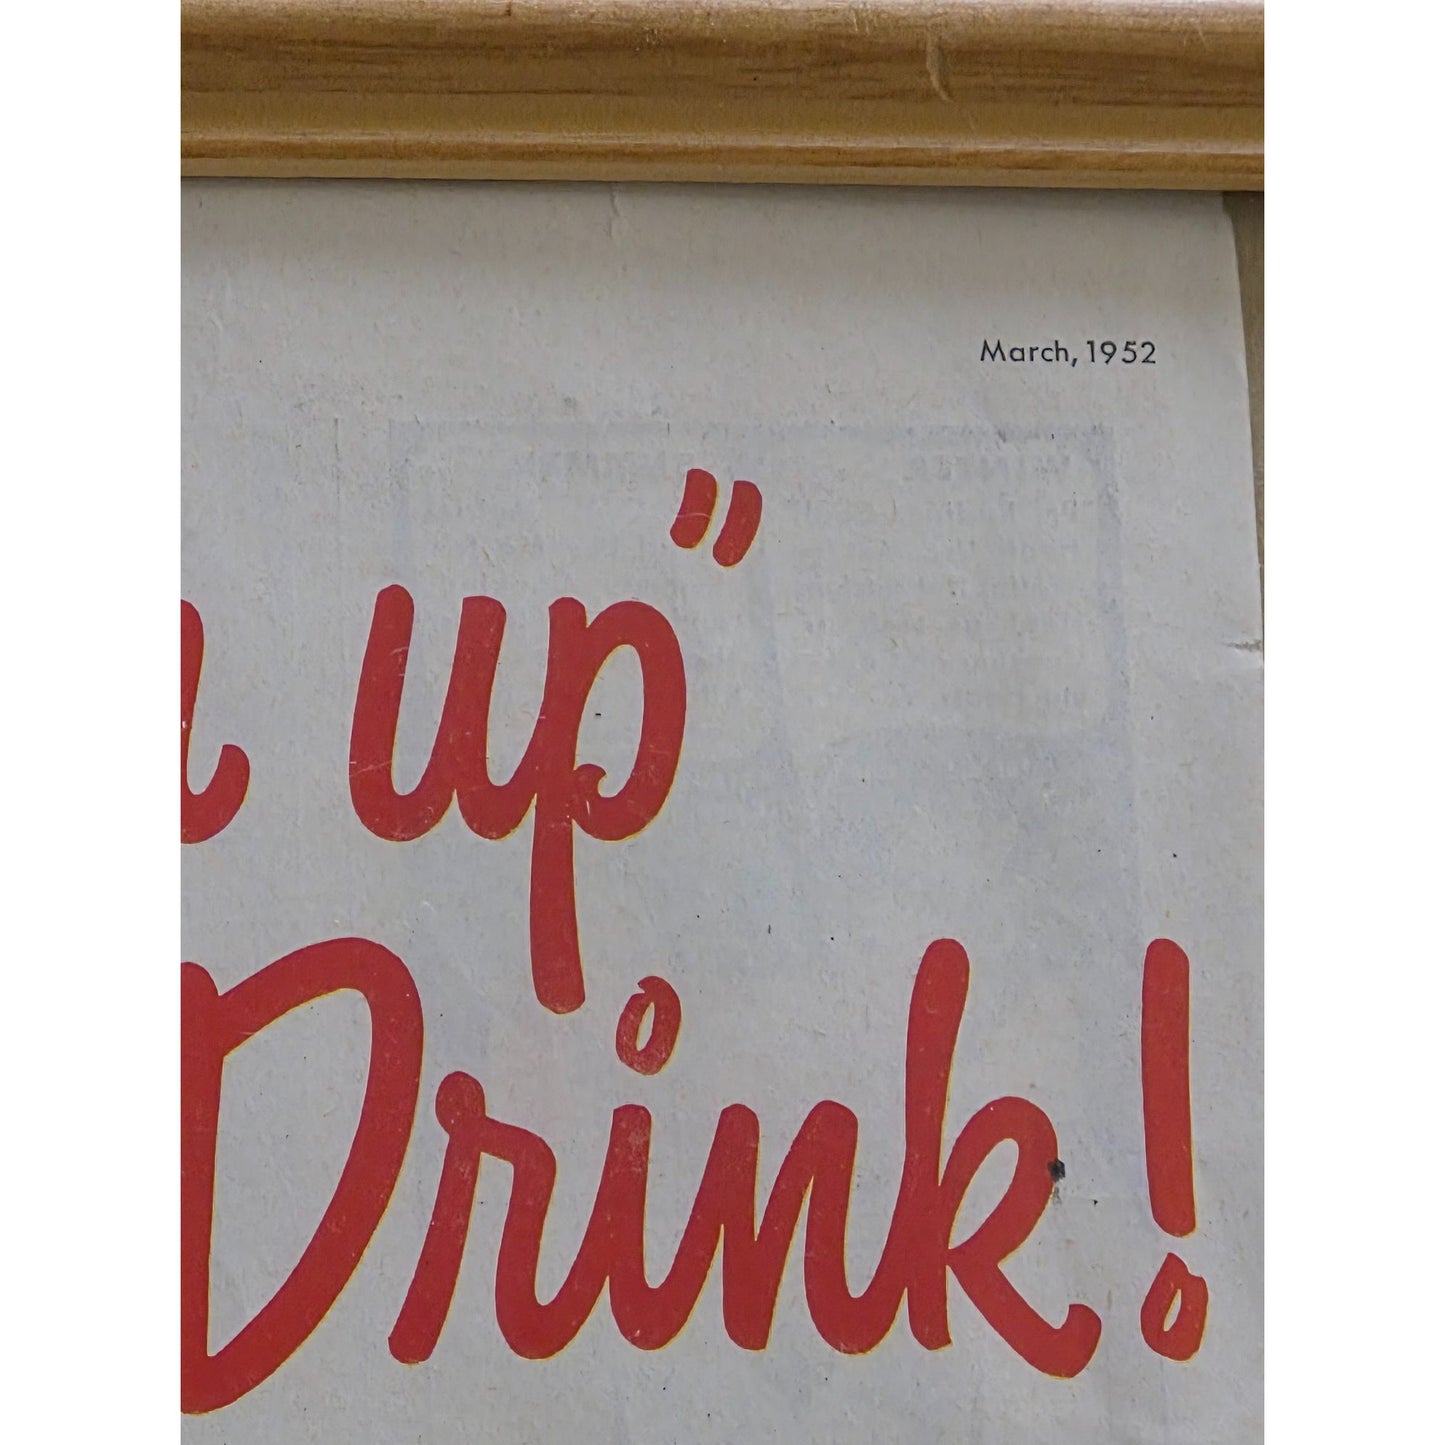 March, 1952
up"
Drink!